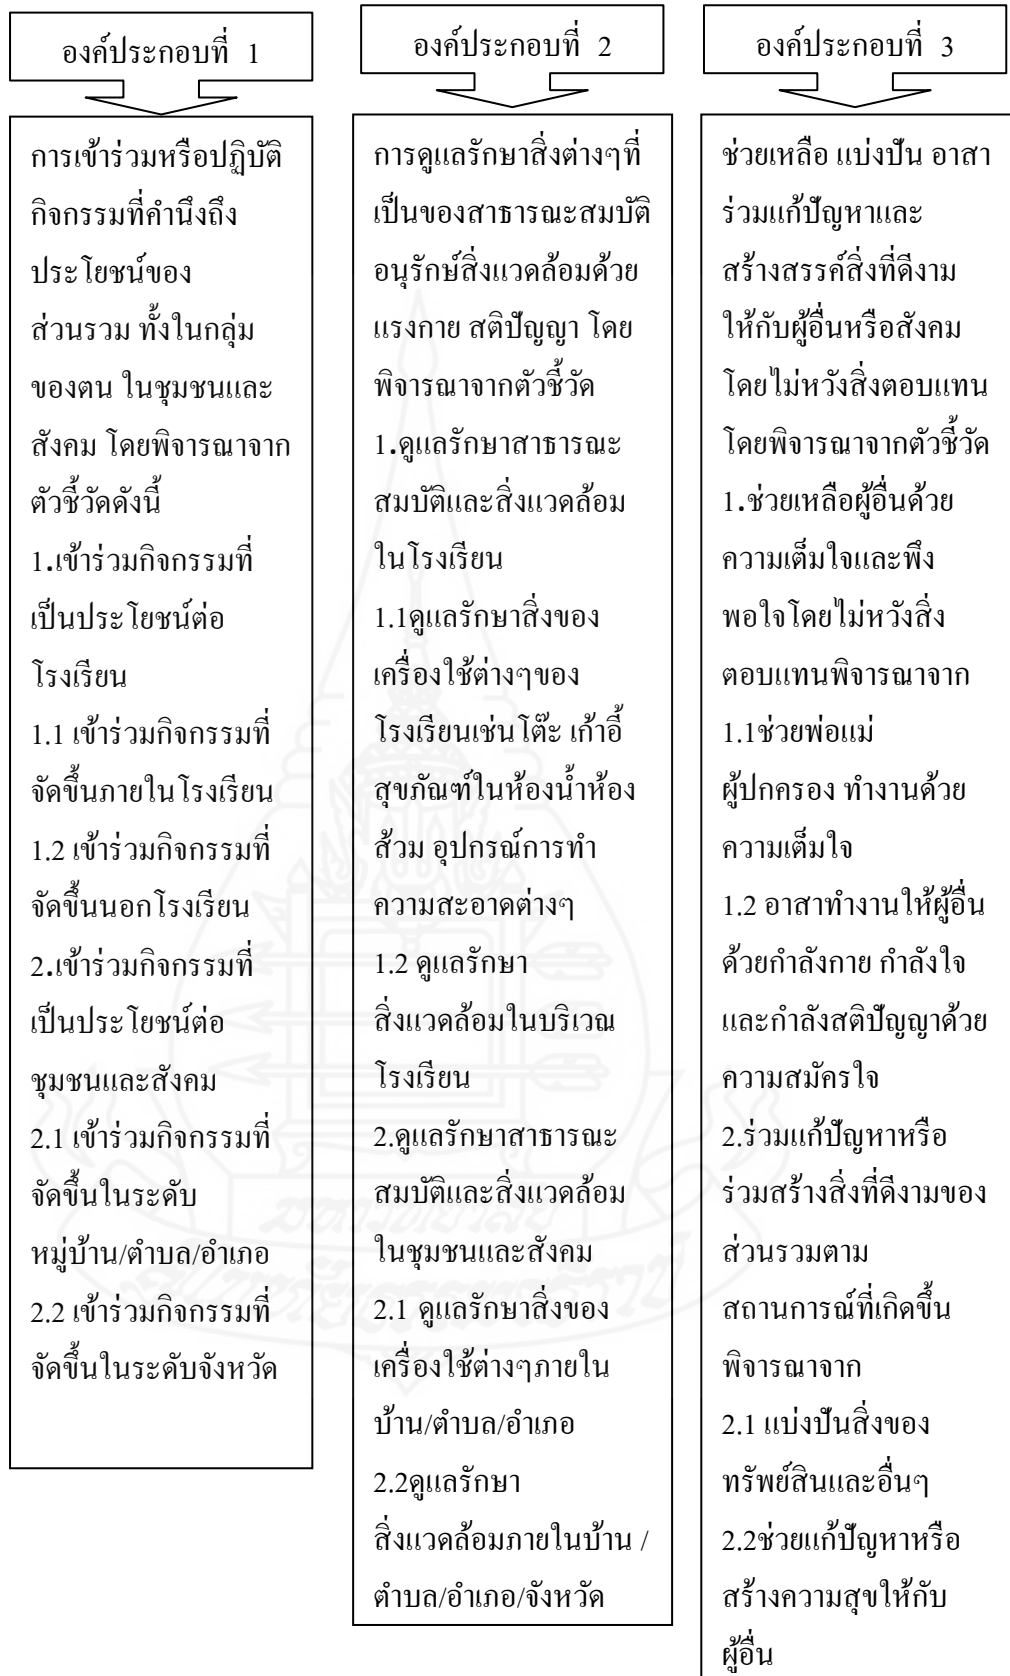 องค์ประกอบที่ 1
การเข้าร่วมหรือปฏิบัติ
กิจกรรมที่คำนึงถึง
ประโยชน์ของ
ส่วนรวม ทั้งในกลุ่ม
ของตน ในชุมชนและ
สังคม โดยพิจารณาจาก
ตัวชี้วัดดังนี้
1.เข้าร่วมกิจกรรมที่
เป็นประโยชน์ต่อ
โรงเรียน
1.1 เข้าร่วมกิจกรรมที่
จัดขึ้นภายในโรงเรียน
1.2 เข้าร่วมกิจกรรมที่
จัดขึ้นนอกโรงเรียน
2.เข้าร่วมกิจกรรมที่
เป็นประโยชน์ต่อ
ชุมชนและสังคม
2.1 เข้าร่วมกิจกรรมที่
จัดขึ้นในระดับ
หมู่บ้าน/ตำบล/อำเภอ
2.2 เข้าร่วมกิจกรรมที่
จัดขึ้นในระดับจังหวัด
องค์ประกอบที่ 2
การดูแลรักษาสิ่งต่างๆที่
เป็นของสาธารณะสมบัติ
อนุรักษ์สิ่งแวดล้อมด้วย
แรงกาย สติปัญญา โดย
พิจารณาจากตัวชี้วัด
1.ดูแลรักษาสาธารณะ
สมบัติและสิ่งแวดล้อม
ในโรงเรียน
1.1ดูแลรักษาสิ่งของ
เครื่องใช้ต่างๆของ
โรงเรียนเช่น โต๊ะ เก้าอี้
สุขภัณฑ์ในห้องน้ำห้อง
ส้วม อุปกรณ์การทำ
ความสะอาดต่างๆ
1.2 ดูแลรักษา
สิ่งแวดล้อมในบริเวณ
โรงเรียน
2.ดูแลรักษาสาธารณะ
สมบัติและสิ่งแวดล้อม
ในชุมชนและสังคม
2.1 ดูแลรักษาสิ่งของ
เครื่องใช้ต่างๆภายใน
บ้าน/ตำบล/อำเภอ
2.2ดูแลรักษา
สิ่งแวดล้อมภายในบ้าน /
ตำบล/อำเภอ/จังหวัด
องค์ประกอบที่ 3
ช่วยเหลือ แบ่งปัน อาสา
ร่วมแก้ปัญหาและ
สร้างสรรค์สิ่งที่ดีงาม
ให้กับผู้อื่นหรือสังคม
โดยไม่หวังสิ่งตอบแทน
โดยพิจารณาจากตัวชี้วัด
1.ช่วยเหลือผู้อื่นด้วย
ความเต็มใจและพึง
พอใจโดยไม่หวังสิ่ง
ตอบแทนพิจารณาจาก
1.1ช่วยพ่อแม่
ผู้ปกครอง ทำงานด้วย
ความเต็มใจ
1.2 อาสาทำงานให้ผู้อื่น
ด้วยกำลังกาย กำลังใจ
และกำลังสติปัญญาด้วย
ความสมัครใจ
2.ร่วมแก้ปัญหาหรือ
ร่วมสร้างสิ่งที่ดีงามของ
ส่วนรวมตาม
สถานการณ์ที่เกิดขึ้น
พิจารณาจาก
2.1 แบ่งปันสิ่งของ
ทรัพย์สินและอื่นๆ
2.2ช่วยแก้ปัญหาหรือ
สร้างความสุขให้กับ
ผู้อื่น
มหาวิทยาลัย
สุโขทัยธรรมาธิราช